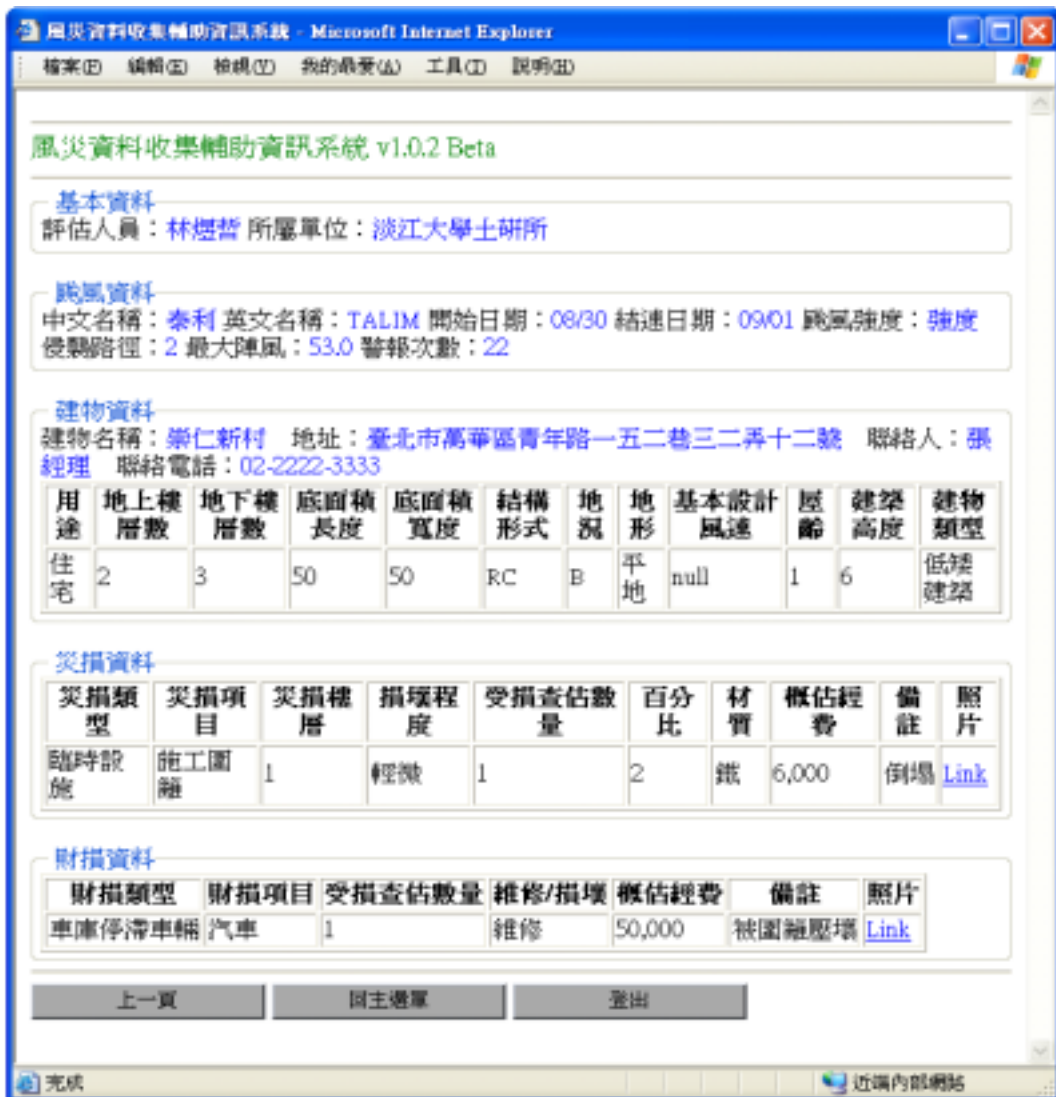 風災資料收集輔助資訊系統 - Microsoft Internet Explorer
檔案(F) 編輯(E) 檢視(V) 我的最愛(A) 工具(T) 說明(H)
風災資料收集輔助資訊系統 v1.0.2 Beta
基本資料
評估人員：林煜哲 所屬單位：淡江大學土研所
颱風資料
中文名稱：泰利 英文名稱：TALIM 開始日期：08/30 結速日期：09/01 颱風強度：強度
侵襲路徑：2 最大陣風：53.0 警報次數：22
建物資料
建物名稱：崇仁新村 地址：臺北市萬華區青年路一五二巷三二弄十二號 聯絡人：張
經理 聯絡電話：02-2222-3333
用途 地上樓層數 地下樓層數 底面積長度 底面積寬度 結構形式 地況 地形 基本設計風速 屋齡 建築高度 建物類型
住宅 2 3 50 50 RC B 平地 null 1 6 低矮建築
災損資料
災損類型 災損項目 災損樓層 損壞程度 受損查估數量 百分比 材質 概估經費 備註 照片
臨時設施 施工圍籬 1 輕微 1 2 鐵 6,000 倒塌 Link
財損資料
財損類型 財損項目 受損查估數量 維修/損壞 概估經費 備註 照片
車庫停滯車輛 汽車 1 維修 50,000 被圍籬壓壞 Link
上一頁 回主選單 登出
完成 近端內部網路